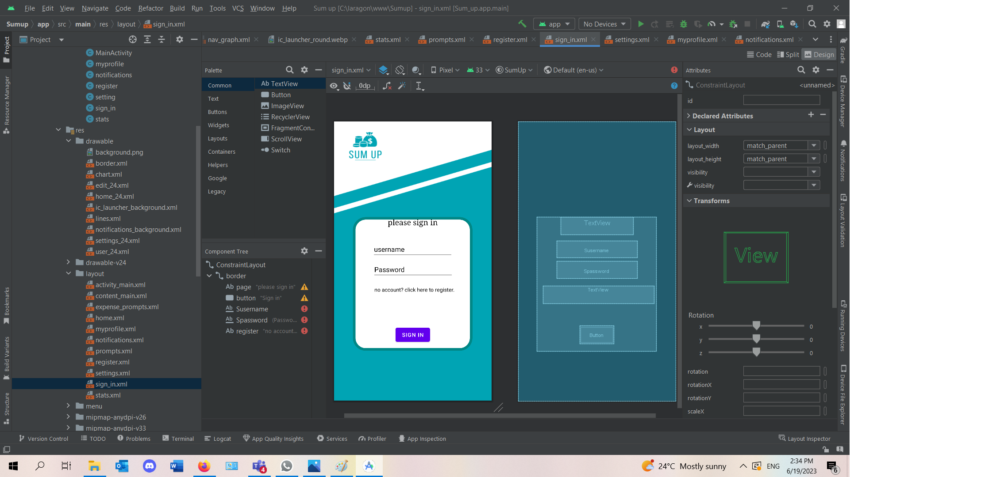 File Edit View Navigate Code Refactor Build Run Tools VCS Window Help Sum up [C:\laragon\www\Sumup] - sign_in.xml [Sum_up.app.main]
Sumup app src main res layout sign_in.xml app No Devices
Project nav_graph.xml ic_launcher_round.webp stats.xml prompts.xml register.xml sign_in.xml settings.xml myprofile.xml notifications.xml
Code Split Design
Project
Resource Manager
Bookmarks
Build Variants
Structure
MainActivity
myprofile
notifications
register
setting
sign_in
stats
res
drawable
background.png
border.xml
chart.xml
edit_24.xml
home_24.xml
ic_launcher_background.xml
lines.xml
notifications_background.xml
settings_24.xml
user_24.xml
drawable-v24
layout
activity_main.xml
content_main.xml
expense_prompts.xml
home.xml
myprofile.xml
notifications.xml
prompts.xml
register.xml
settings.xml
sign_in.xml
stats.xml
menu
mipmap-anydpi-v26
mipmap-anydpi-v33
Palette
Common
Text
Buttons
Widgets
Layouts
Containers
Helpers
Google
Legacy
Ab TextView
Button
ImageView
RecyclerView
FragmentCon...
ScrollView
Switch
Component Tree
ConstraintLayout
border
Ab page "please sign in"
button "Sign in"
Ab Susername
Ab Spassword (Passwo...
Ab register "no account...
sign_in.xml Pixel 33 SumUp Default (en-us)
0dp
$
SUM UP
please sign in
username
Password
no account? click here to register.
SIGN IN
TextView
Susername
Spassword
TextView
Button
Attributes
ConstraintLayout <unnamed>
id
Declared Attributes
Layout
layout_width match_parent
layout_height match_parent
visibility
visibility
Transforms
View
Rotation
x 0
y 0
z 0
rotation
rotationX
rotationY
scaleX
Gradle
Device Manager
Notifications
Layout Validation
Running Devices
Device File Explorer
Version Control TODO Problems Terminal Logcat App Quality Insights Services Profiler App Inspection Layout Inspector
W 4 24°C Mostly sunny ENG 2:34 PM
6/19/2023 6